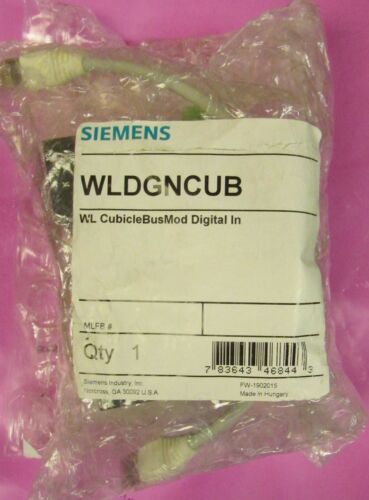 SIEMENS
WLDGNCUB
WL CubicleBusMod Digital In
MLFB #
Qty 1
7 83643 46844 3
Siemens Industry, Inc.
Norcross, GA 30092 U.S.A
FW-1902015
Made in Hungary